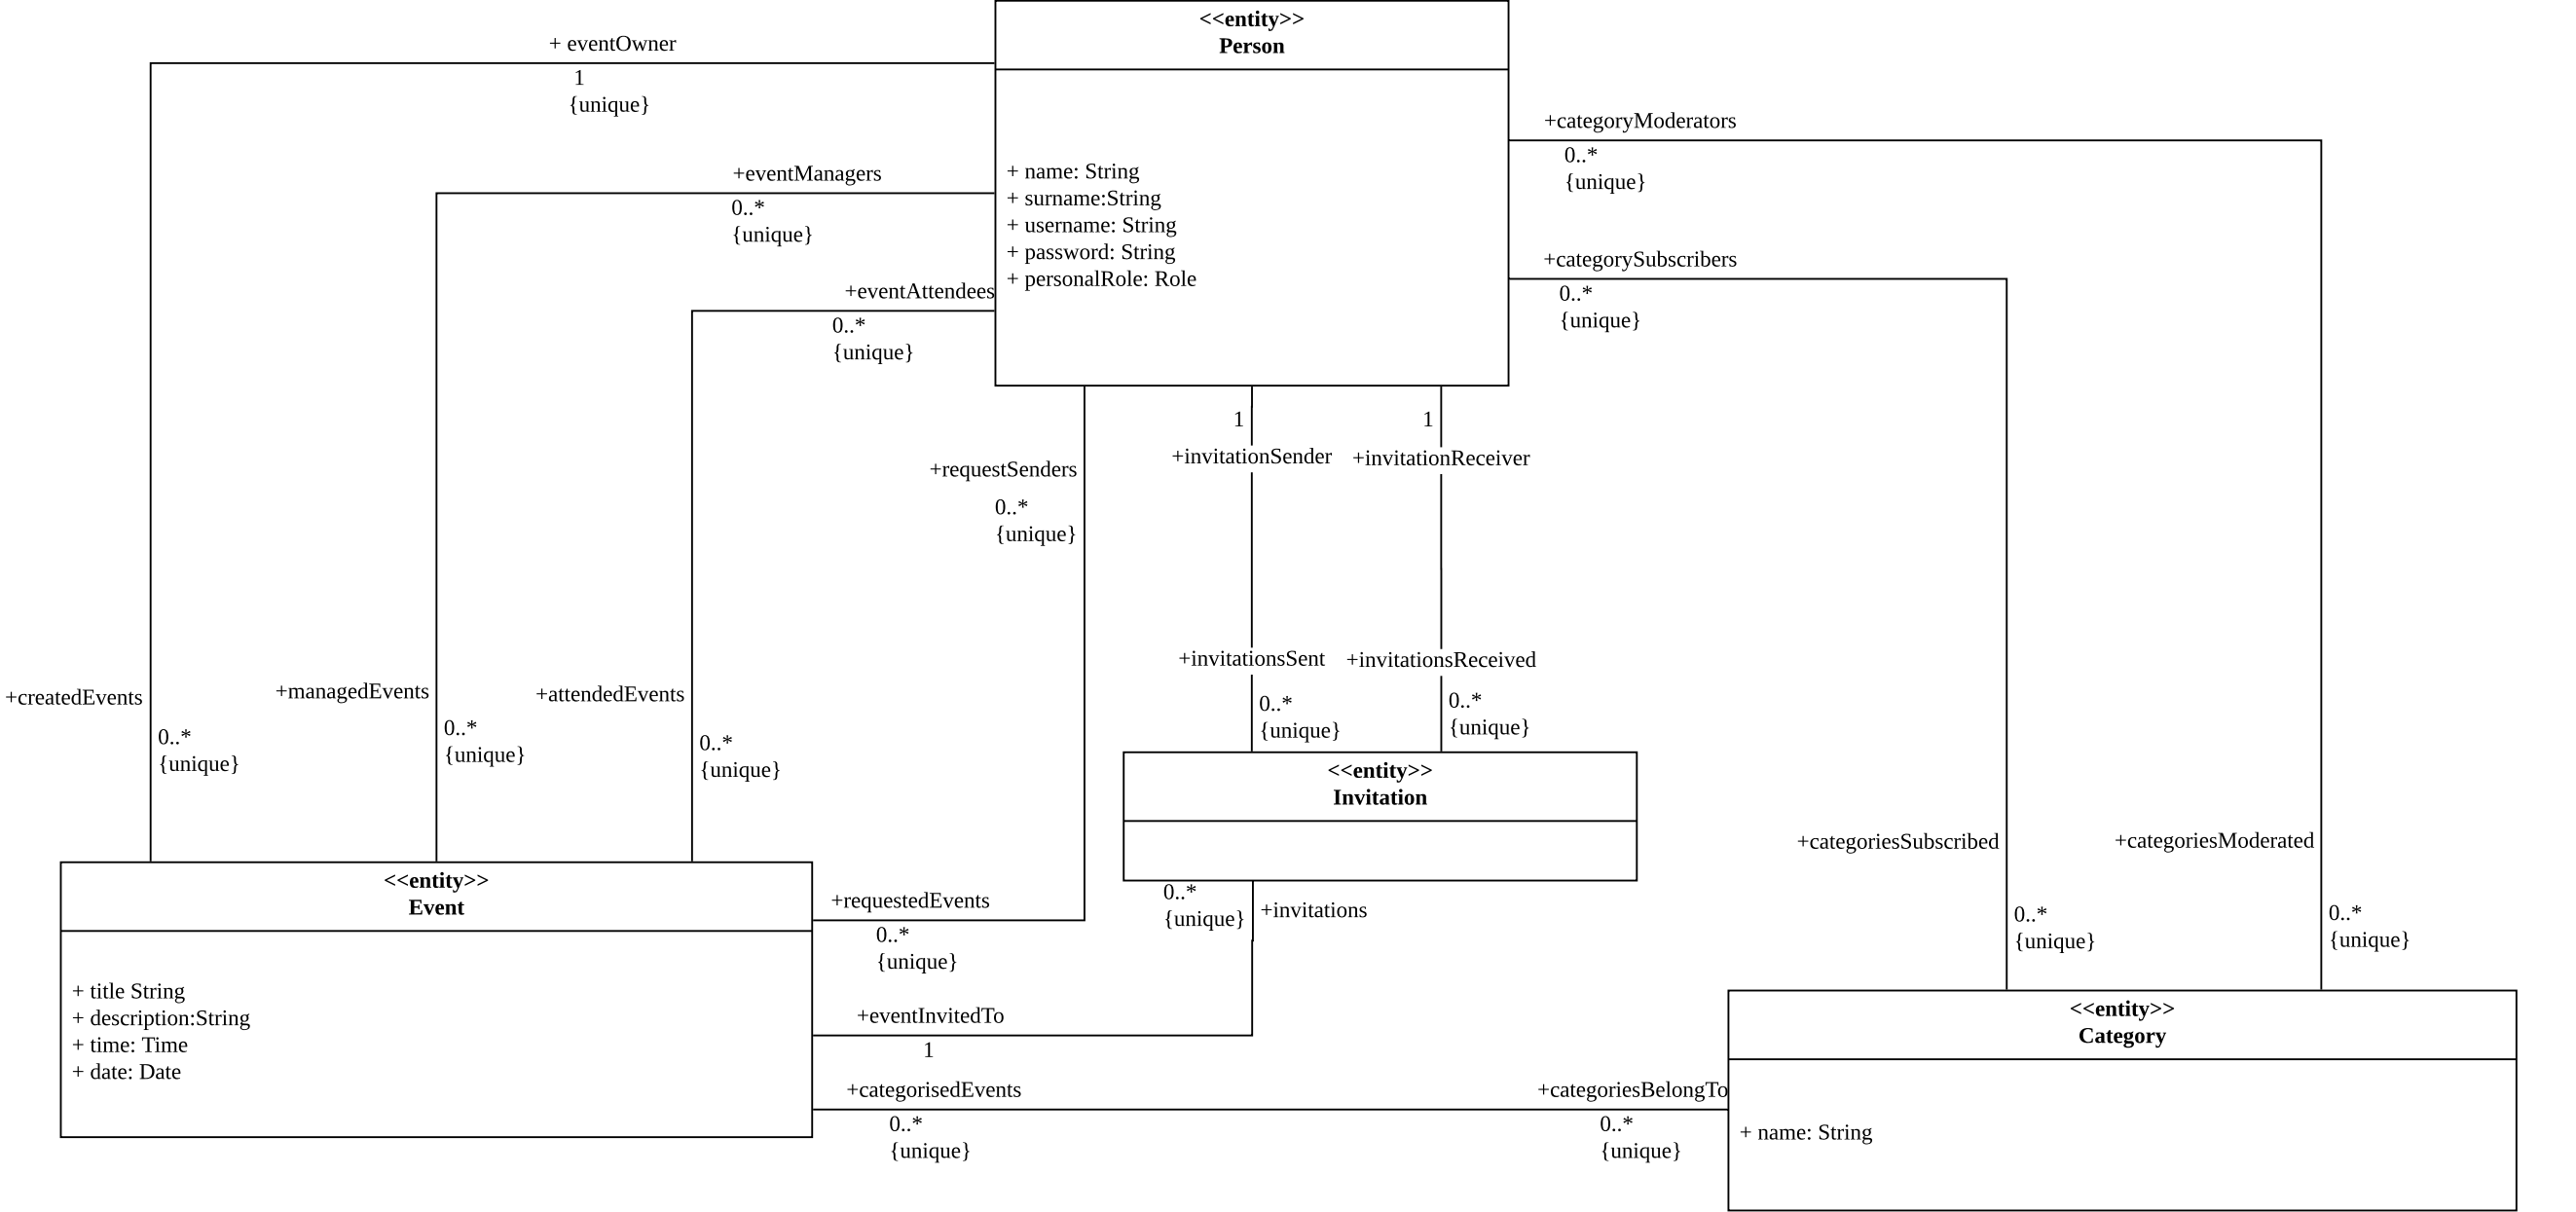 <<entity>>
Person
+ eventOwner
1
{unique}
+categoryModerators
0..*
{unique}
+eventManagers
0..*
{unique}
+ name: String
+ surname:String
+ username: String
+ password: String
+ personalRole: Role
+categorySubscribers
0..*
{unique}
+eventAttendees
0..*
{unique}
1
1
+requestSenders
+invitationSender
+invitationReceiver
0..*
{unique}
+createdEvents
+managedEvents
+attendedEvents
+invitationsSent
+invitationsReceived
0..*
{unique}
0..*
{unique}
0..*
{unique}
0..*
{unique}
0..*
{unique}
<<entity>>
Invitation
+categoriesSubscribed
+categoriesModerated
<<entity>>
Event
+requestedEvents
0..*
{unique}
0..*
{unique}
+invitations
0..*
{unique}
0..*
{unique}
+ title String
+ description:String
+ time: Time
+ date: Date
+eventInvitedTo
1
<<entity>>
Category
+categorisedEvents
0..*
{unique}
+categoriesBelongTo
0..*
{unique}
+ name: String